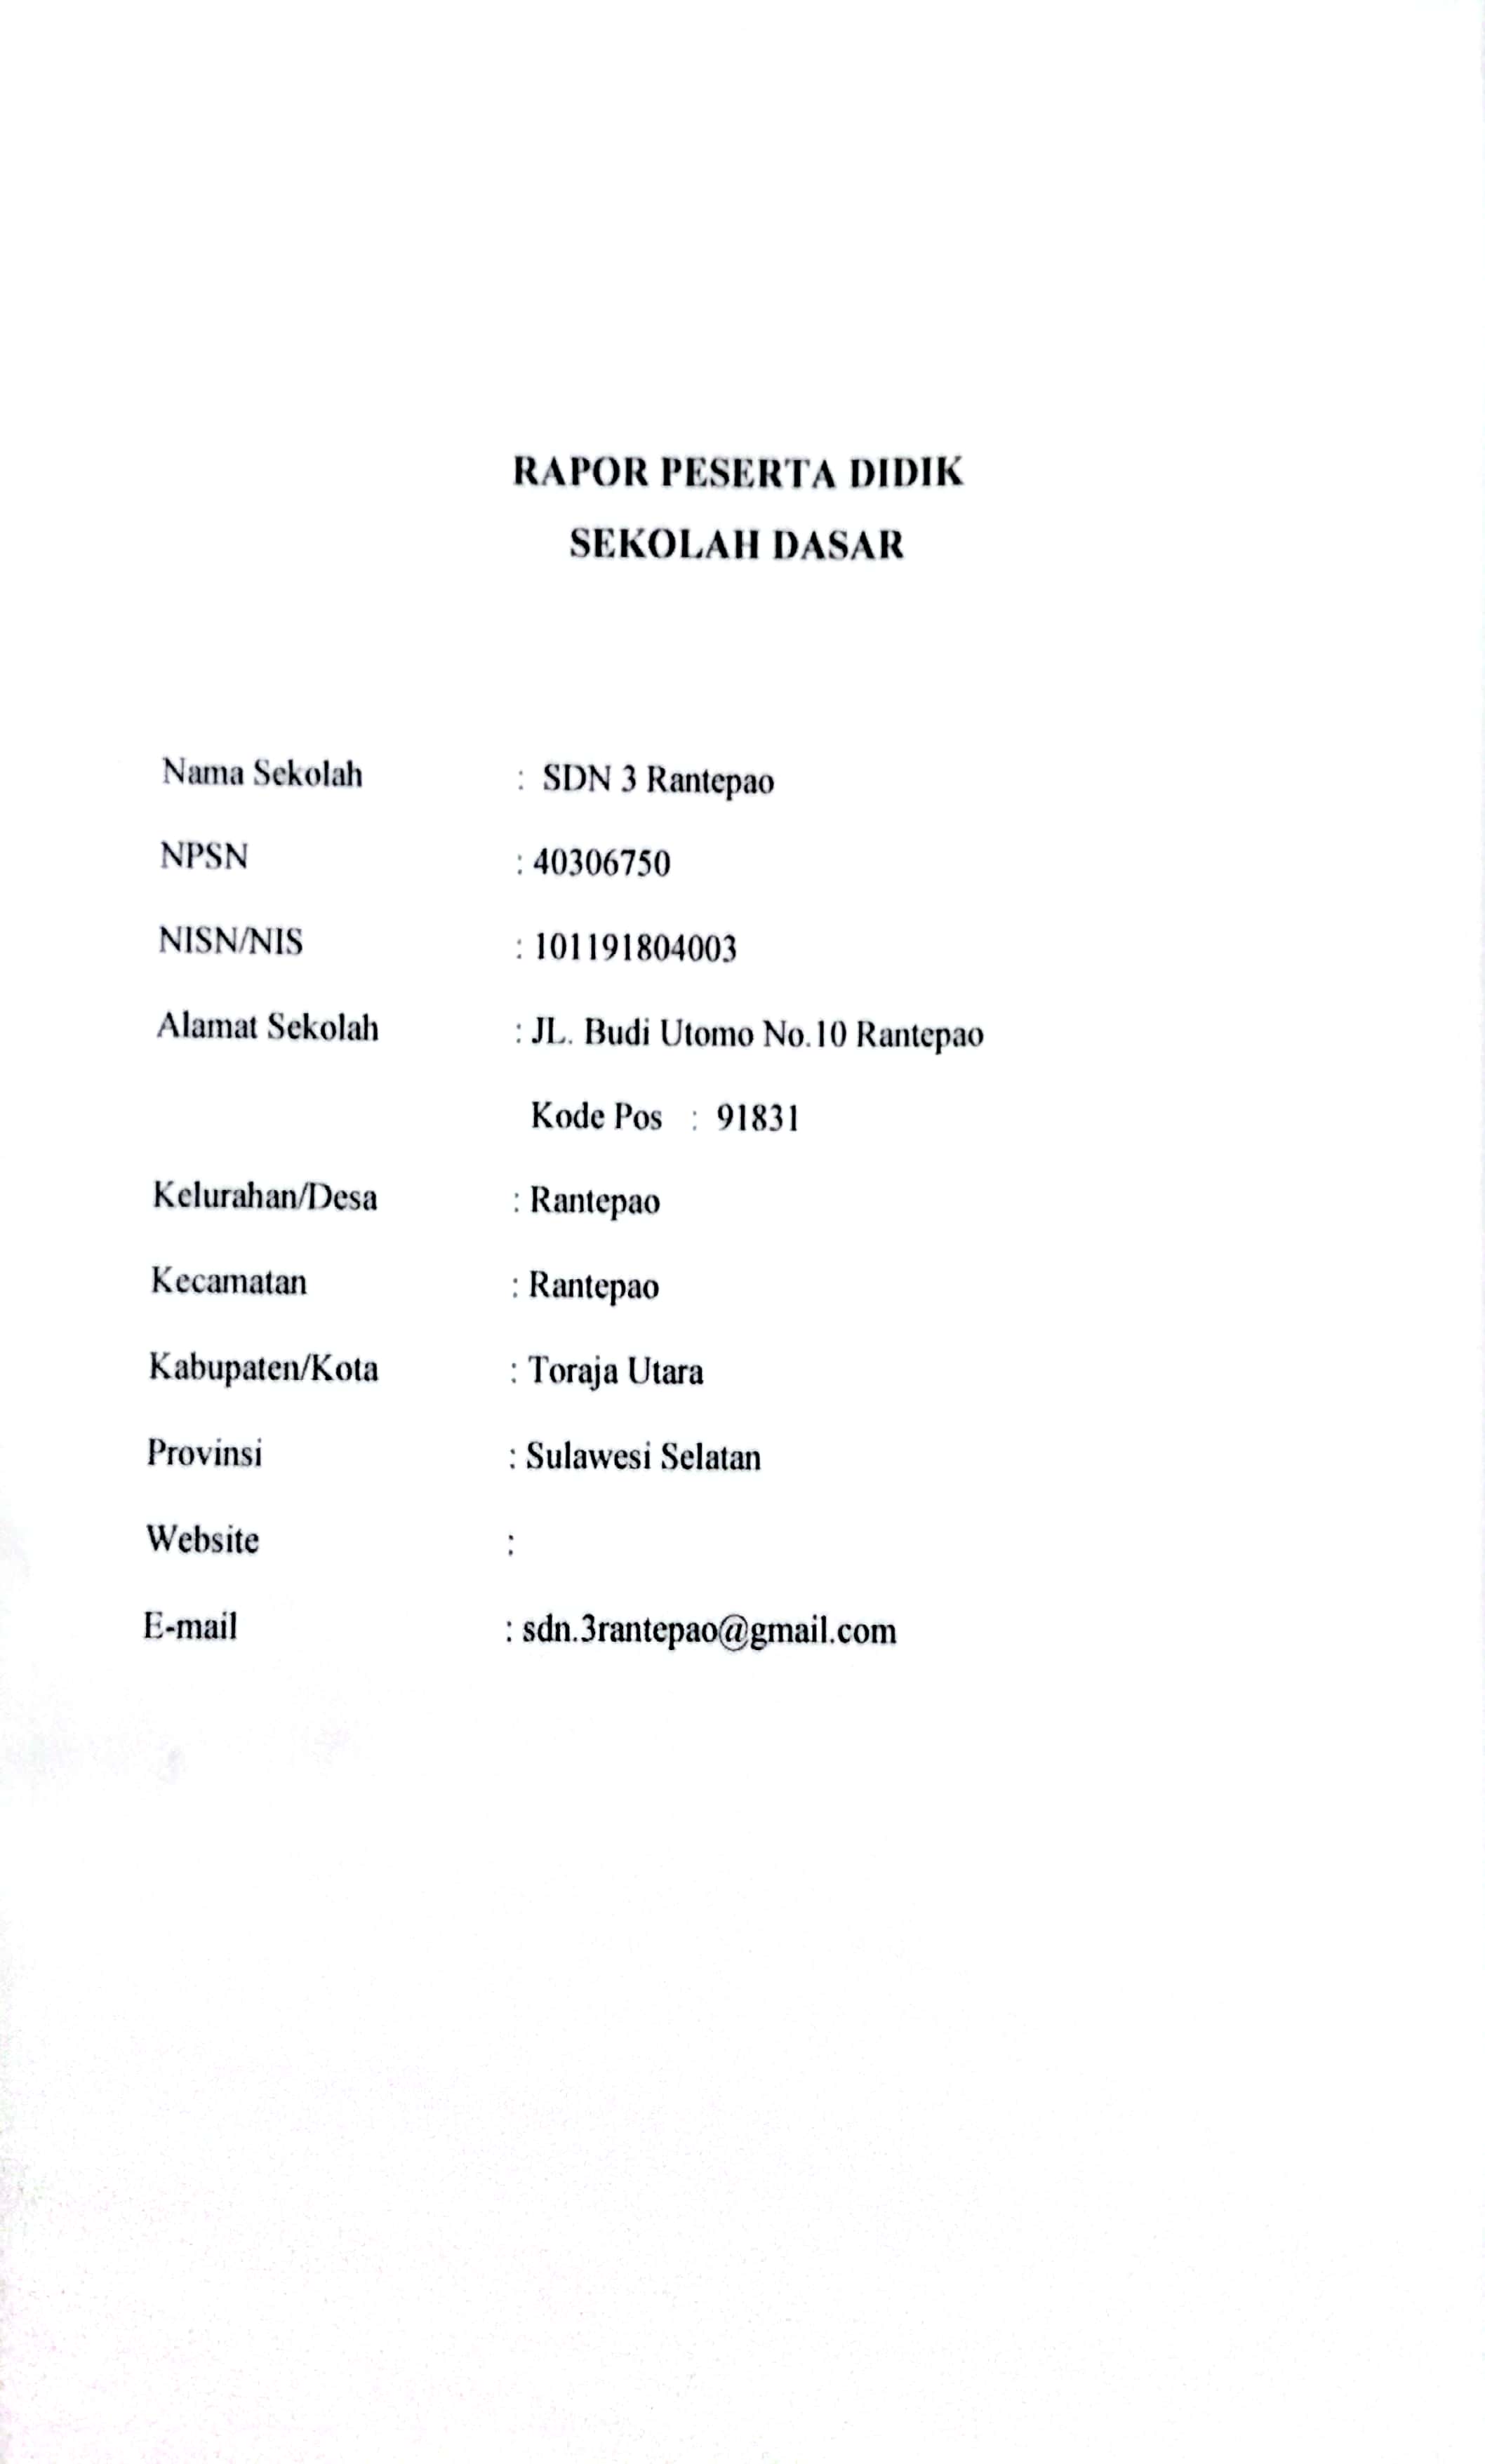 RAPOR PESERTA DIDIK
SEKOLAH DASAR
Nama Sekolah : SDN 3 Rantepao
NPSN : 40306750
NISN/NIS : 101191804003
Alamat Sekolah : JL. Budi Utomo No.10 Rantepao
Kode Pos : 91831
Kelurahan/Desa : Rantepao
Kecamatan : Rantepao
Kabupaten/Kota : Toraja Utara
Provinsi : Sulawesi Selatan
Website :
E-mail : sdn.3rantepao@gmail.com